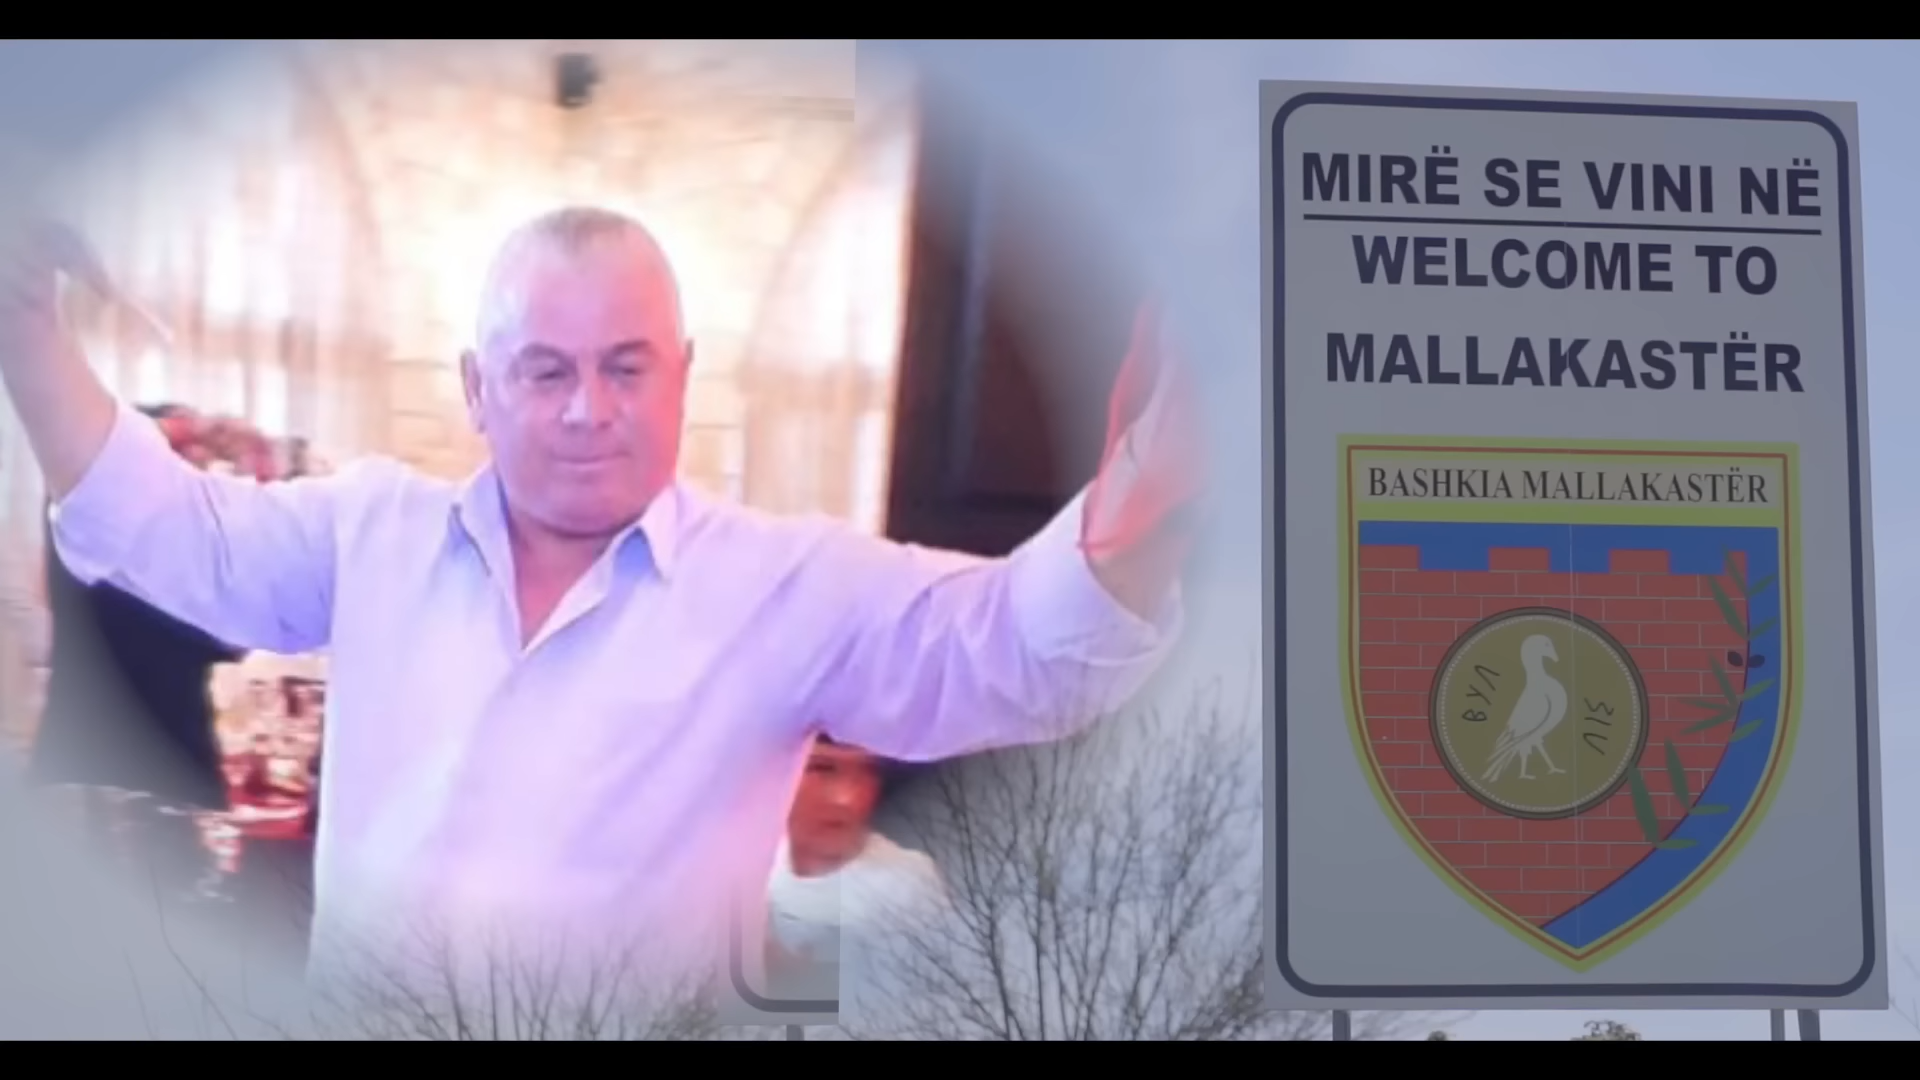 MIRË SE VINI NË
WELCOME TO
MALLAKASTËR
BASHKIA MALLAKASTËR
ΒΥΛ
ΛΙΣ